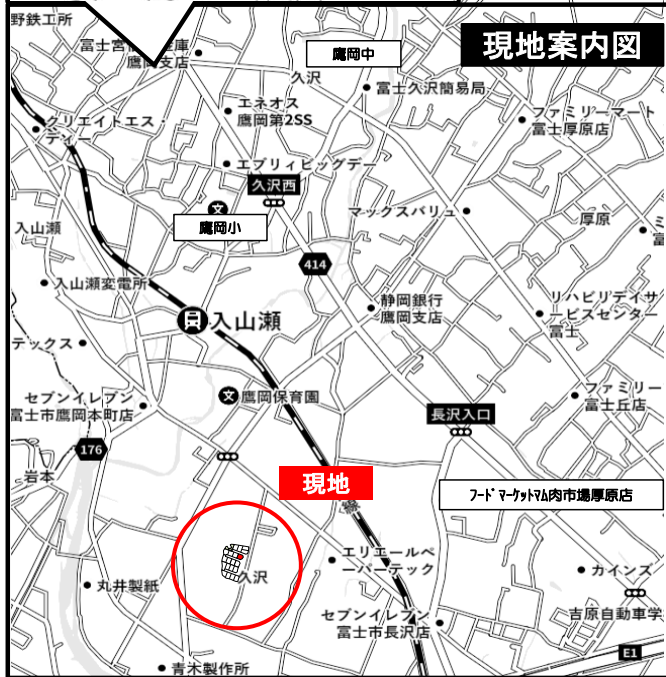 野鉄工所
富士宮
庫
鷹岡支店
鷹岡中
現地案内図
久沢
富士久沢簡易局
エネオス
鷹岡第2SS
ファミリーマート
富士厚原店
クリエイトエス・
ディー
エブリィビッグデー
久沢西
文
マックスバリュ
鷹岡小
厚原
ミ
富
入山瀬
414
入山瀬変電所
静岡銀行
鷹岡支店
リハビリデイサ
ービスセンター
富士
入山瀬
テックス
セブンイレブン
富士市鷹岡本町店
文
鷹岡保育園
ファミリー
富士丘店
長沢入口
176
岩本
現地
フードマーケットマム肉市場厚原店
線
エリエールペ
ーパーテック
久沢
丸井製紙
カインズ
セブンイレブン
富士市長沢店
吉原自動車学
E1
青木製作所